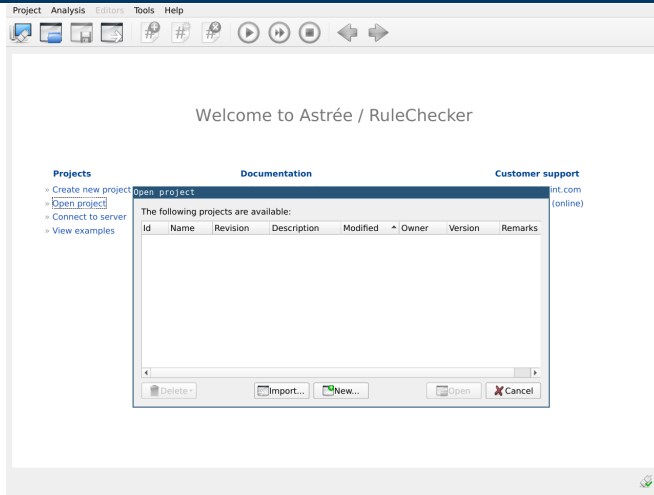 Project Analysis Editors Tools Help
Welcome to Astrée / RuleChecker
Projects
Documentation
Customer support
» Create new project
» Open project
» Connect to server
» View examples
int.com
(online)
Open project
The following projects are available:
Id Name Revision Description Modified Owner Version Remarks
Delete
Import...
New...
Open
Cancel